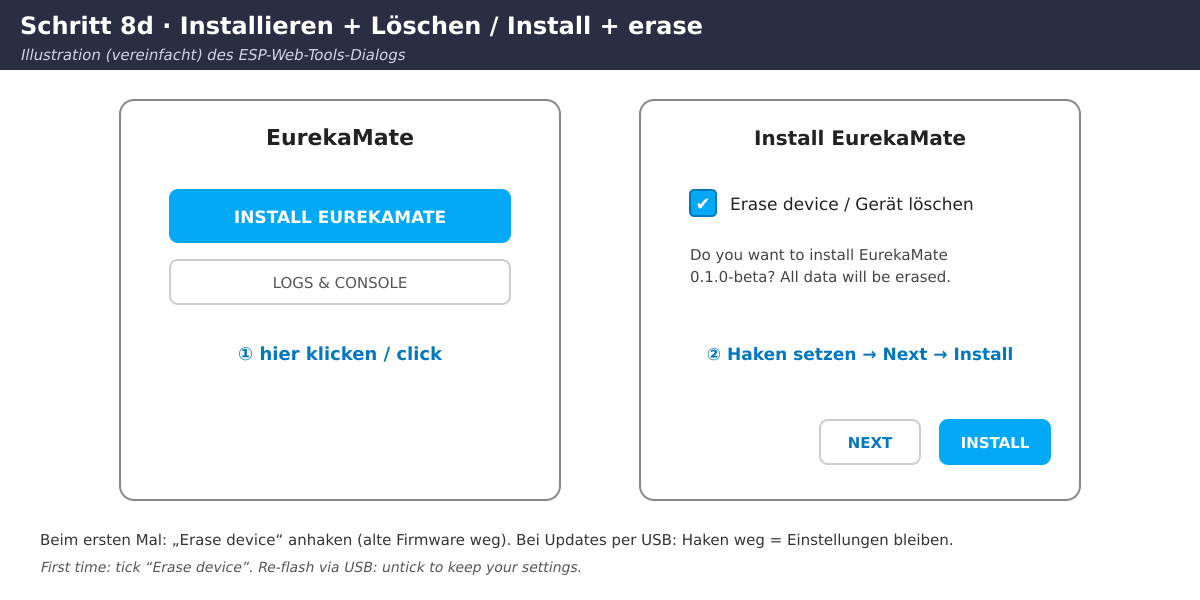 Schritt 8d · Installieren + Löschen / Install + erase
Illustration (vereinfacht) des ESP-Web-Tools-Dialogs
EurekaMate
INSTALL EUREKAMATE
LOGS & CONSOLE
① hier klicken / click
Install EurekaMate
✔ Erase device / Gerät löschen
Do you want to install EurekaMate
0.1.0-beta? All data will be erased.
② Haken setzen → Next → Install
NEXT
INSTALL
Beim ersten Mal: „Erase device“ anhaken (alte Firmware weg). Bei Updates per USB: Haken weg = Einstellungen bleiben.
First time: tick “Erase device”. Re-flash via USB: untick to keep your settings.